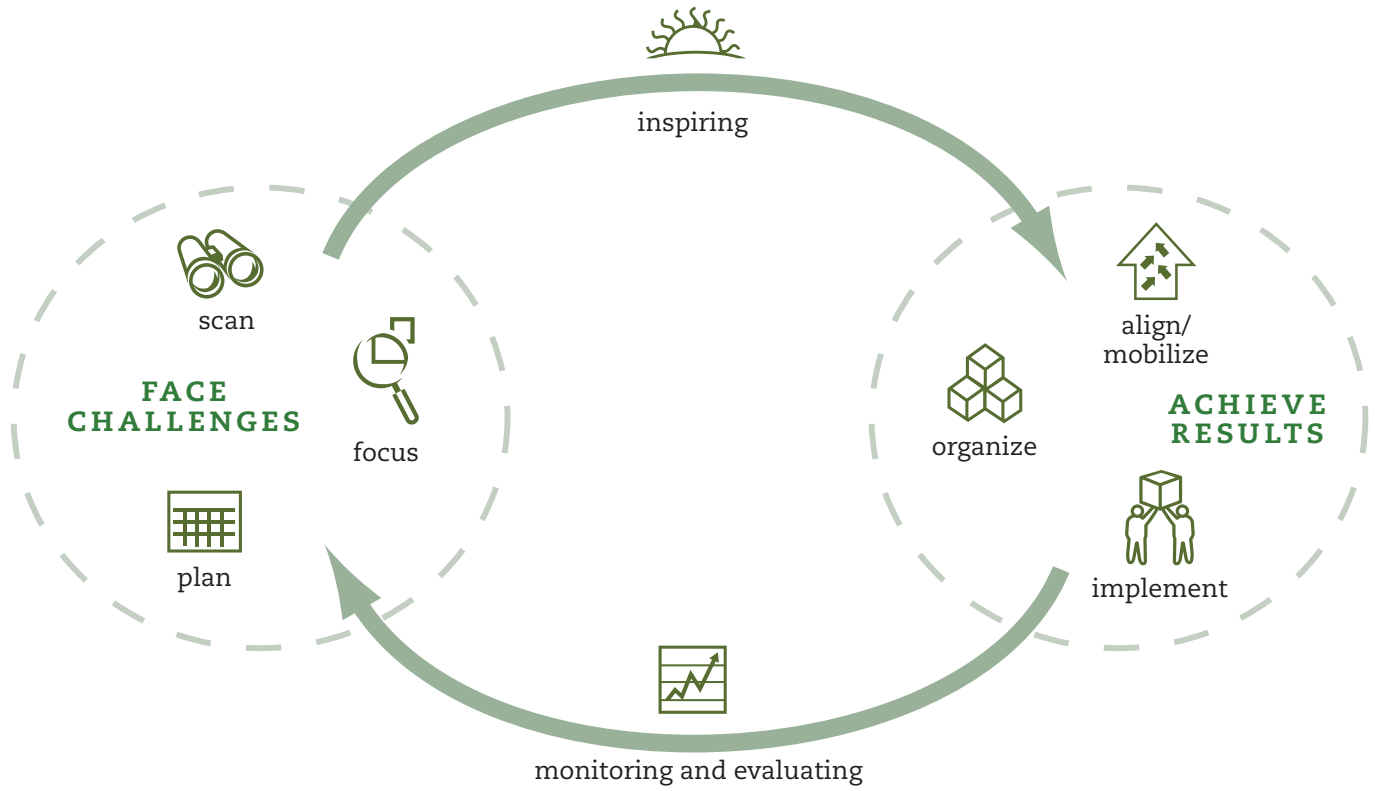 inspiring
scan
FACE
CHALLENGES
focus
plan
align/
mobilize
organize
ACHIEVE
RESULTS
implement
monitoring and evaluating